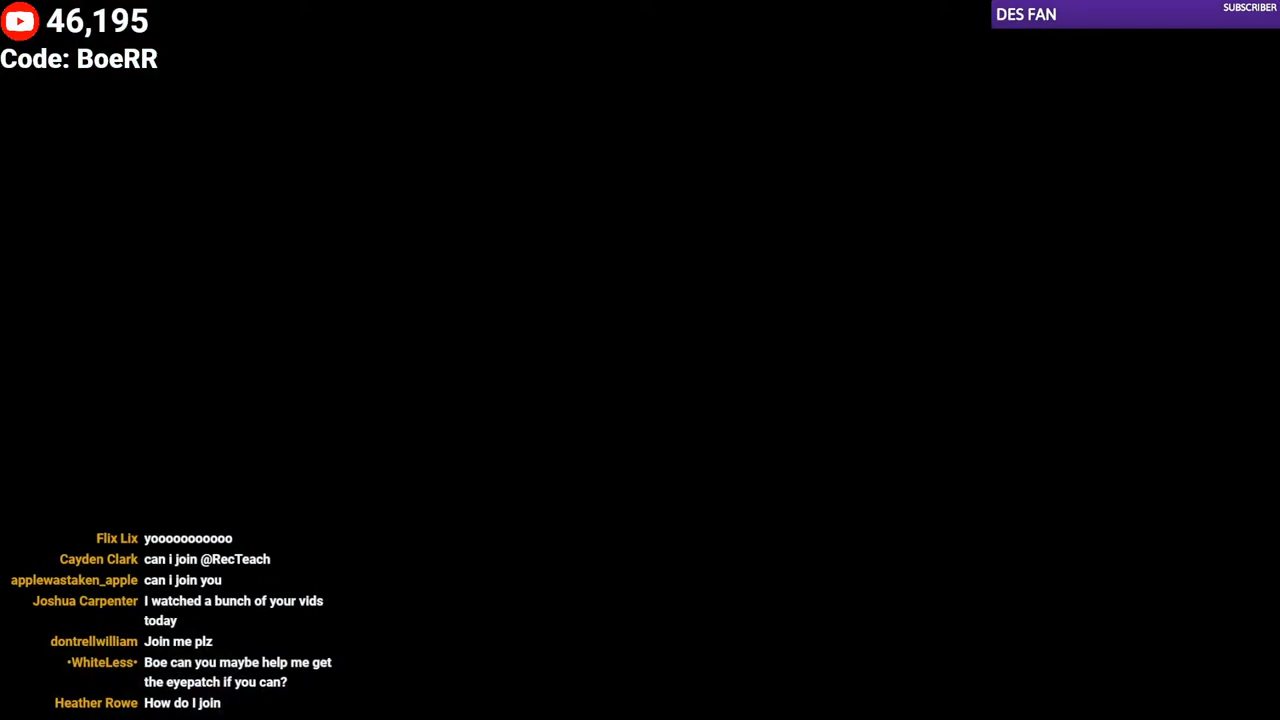 46,195
Code: BoeRR
DES FAN
SUBSCRIBER
Flix Lix yooooooooooo
Cayden Clark can i join @RecTeach
applewastaken_apple can i join you
Joshua Carpenter I watched a bunch of your vids
today
dontrellwilliam Join me plz
•WhiteLess• Boe can you maybe help me get
the eyepatch if you can?
Heather Rowe How do I join